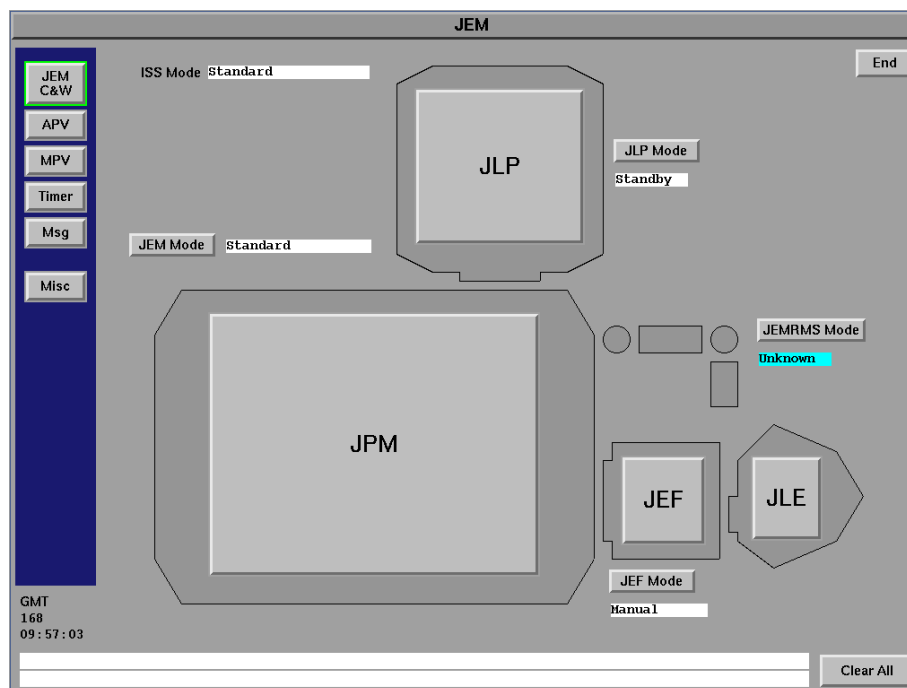 JEM
JEM
C&W
APV
MPV
Timer
Msg
Misc
GMT
168
09:57:03
ISS Mode Standard
End
JLP
JLP Mode
Standby
JEM Mode Standard
JPM
JEMRMS Mode
Unknown
JEF
JLE
JEF Mode
Manual
Clear All